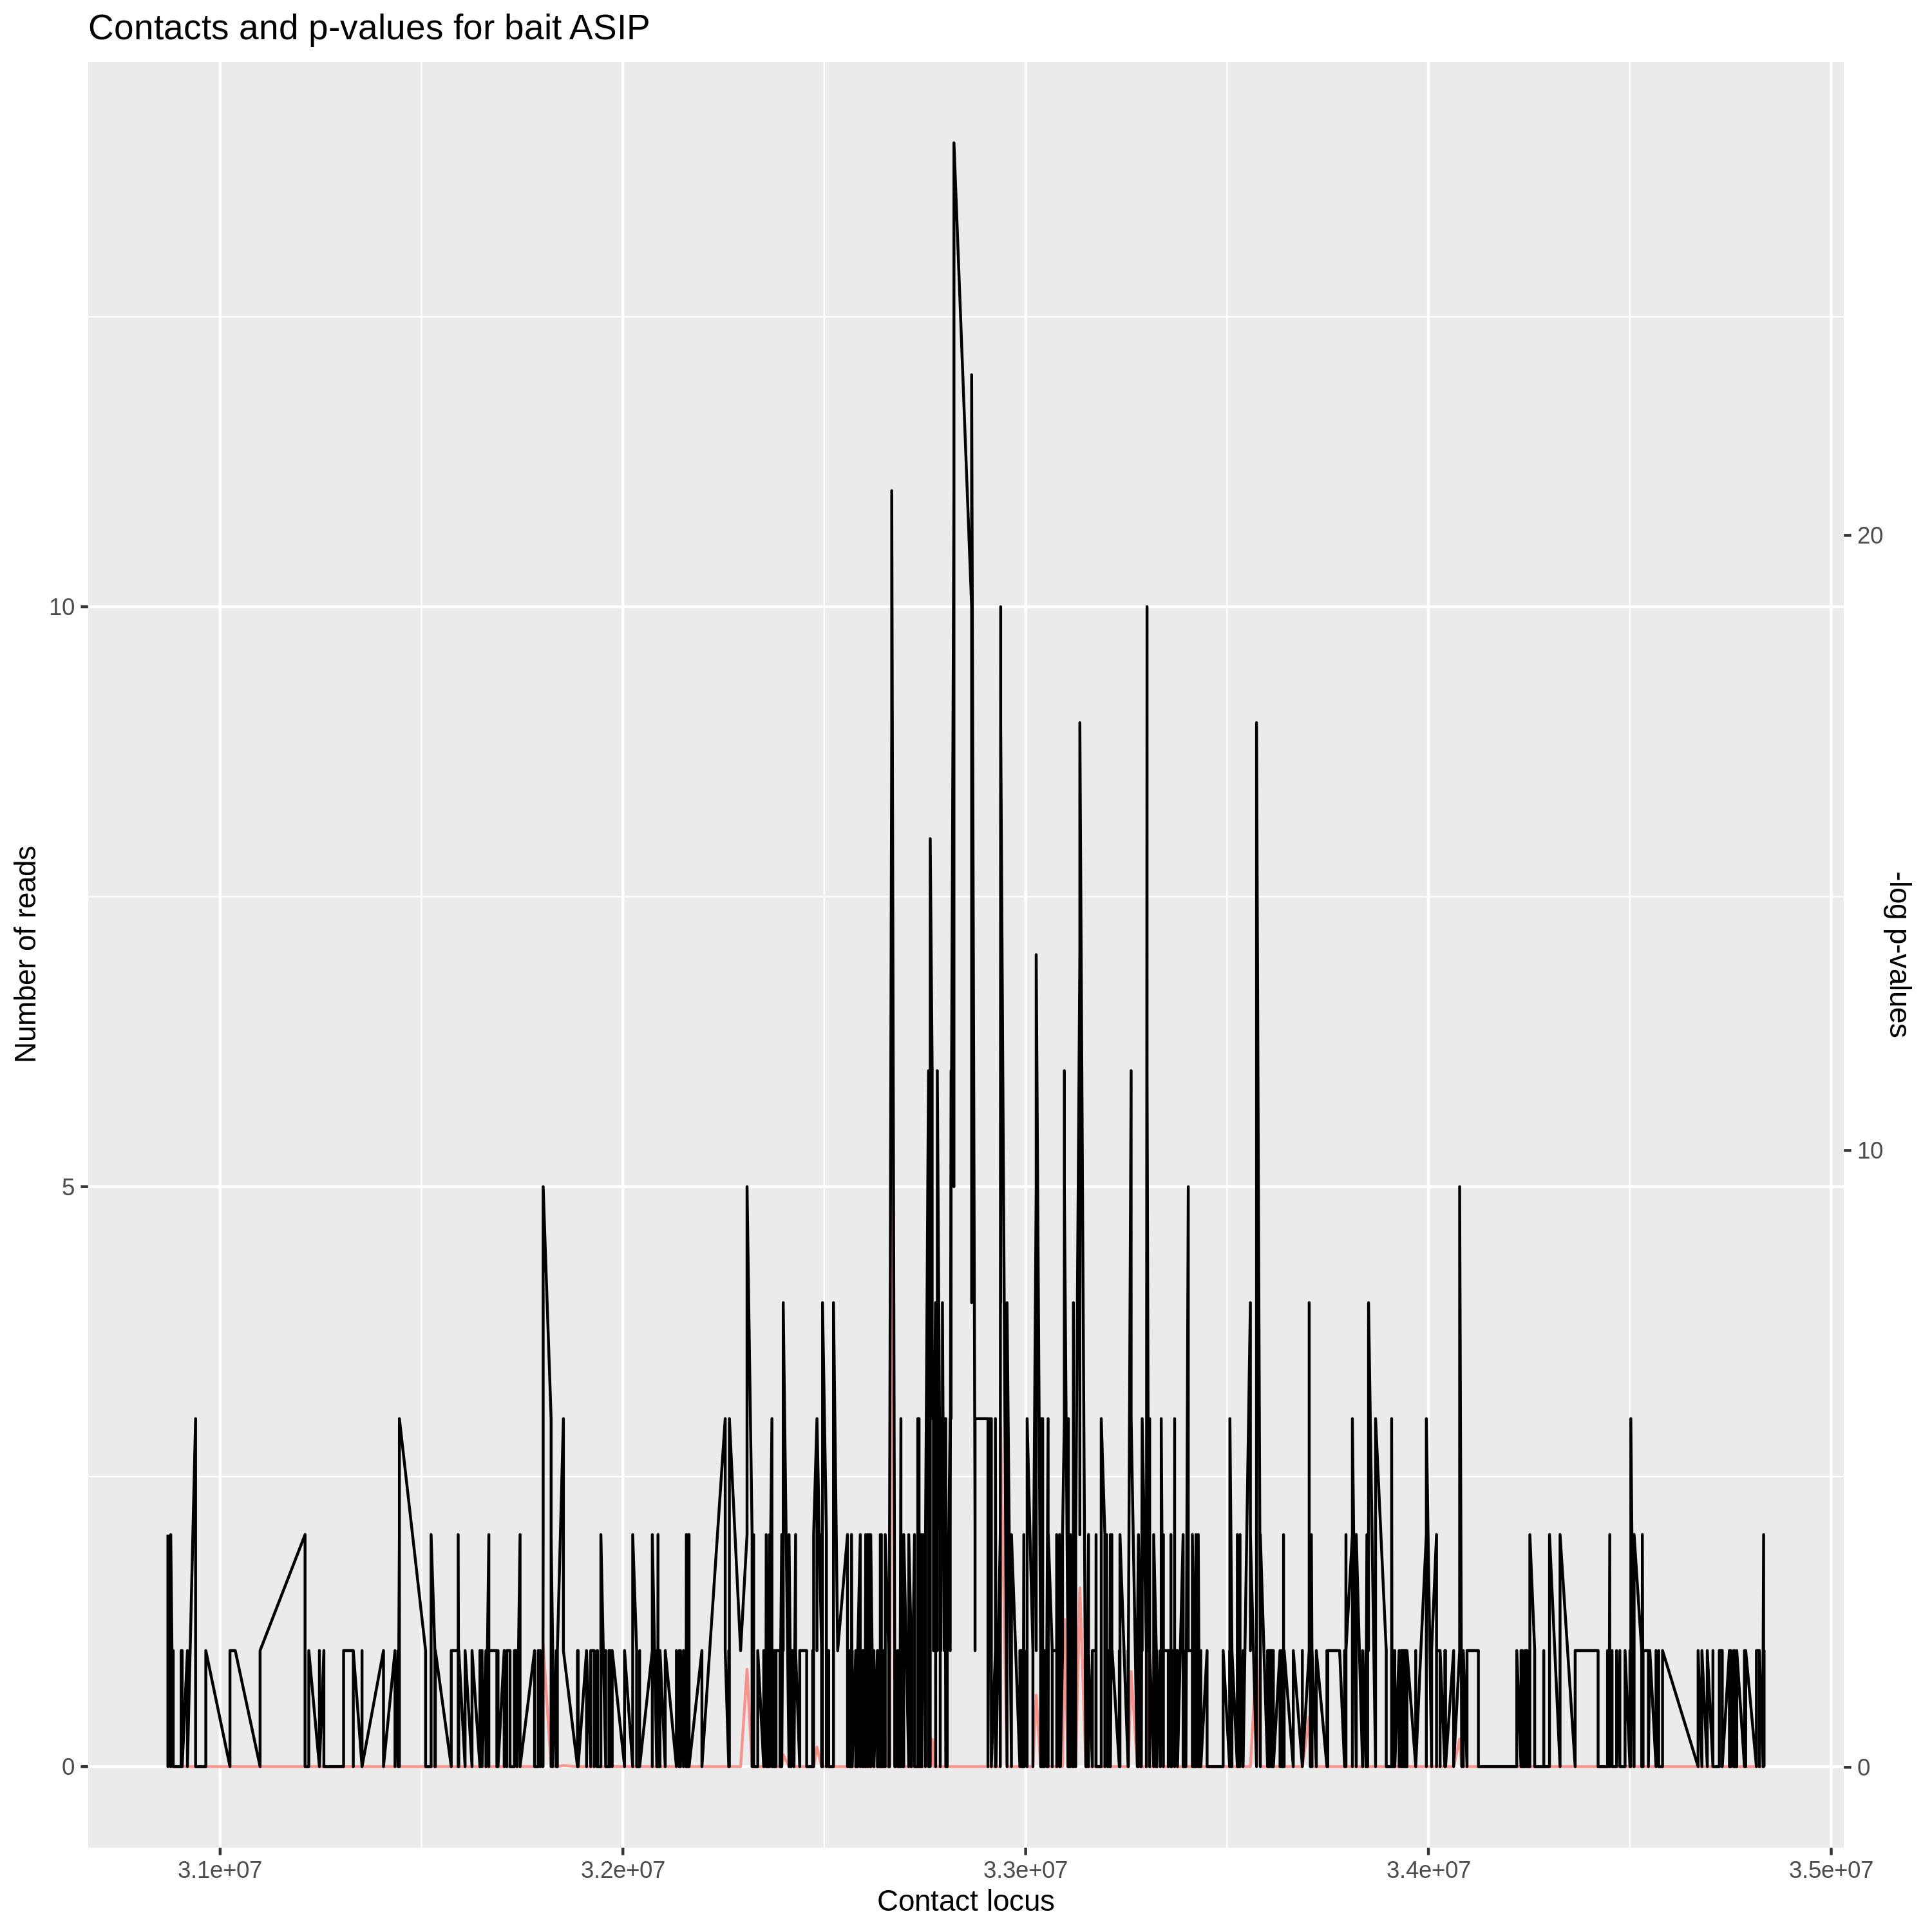 Contacts and p-values for bait ASIP
Number of reads
10
5
0
20
10
0
-log p-values
3.1e+07
3.2e+07
3.3e+07
3.4e+07
3.5e+07
Contact locus